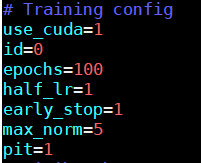 # Training config
use_cuda=1
id=0
epochs=100
half_lr=1
early_stop=1
max_norm=5
pit=1